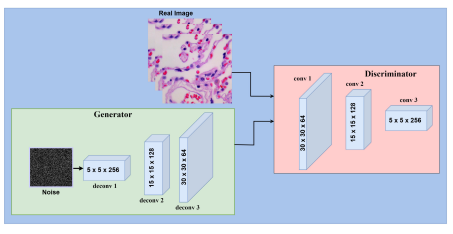 Real Image
Discriminator
conv 1
conv 2
conv 3
30 x 30 x 64
15 x 15 x 128
5 x 5 x 256
Generator
Noise
5 x 5 x 256
deconv 1
15 x 15 x 128
deconv 2
30 x 30 x 64
deconv 3